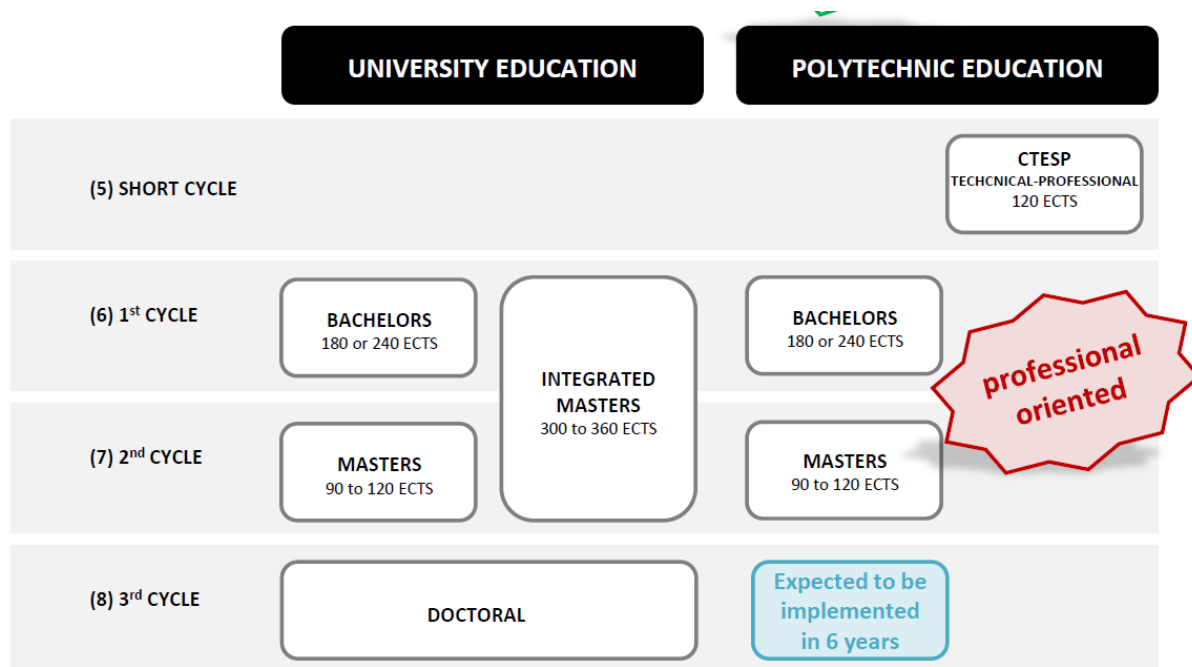 UNIVERSITY EDUCATION
POLYTECHNIC EDUCATION
(5) SHORT CYCLE
CTESP
TECHCNICAL-PROFESSIONAL
120 ECTS
(6) 1st CYCLE
BACHELORS
180 or 240 ECTS
INTEGRATED
MASTERS
300 to 360 ECTS
BACHELORS
180 or 240 ECTS
professional
oriented
(7) 2nd CYCLE
MASTERS
90 to 120 ECTS
MASTERS
90 to 120 ECTS
(8) 3rd CYCLE
DOCTORAL
Expected to be
implemented
in 6 years